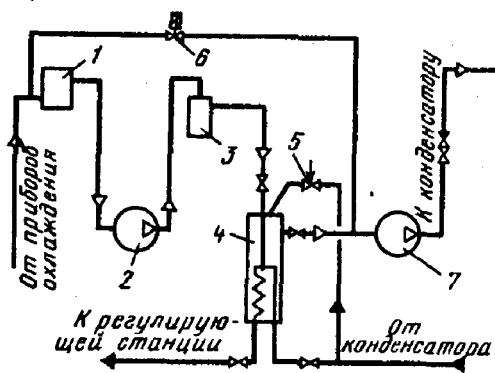 1
6
2
3
5
4
7
От приборов
охлаждения
К конденсатору
К регулирую-
щей станции
От
конденсатора